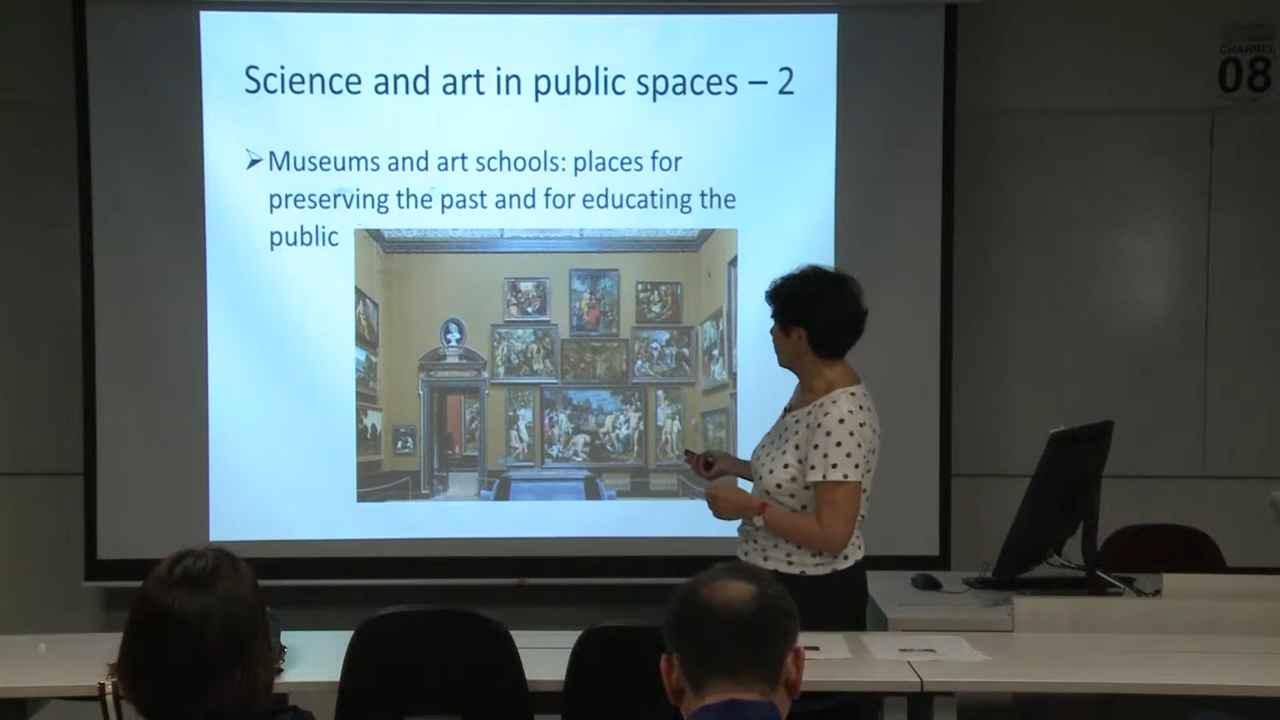 Science and art in public spaces – 2
Museums and art schools: places for
preserving the past and for educating the
public
CHANNEL
08